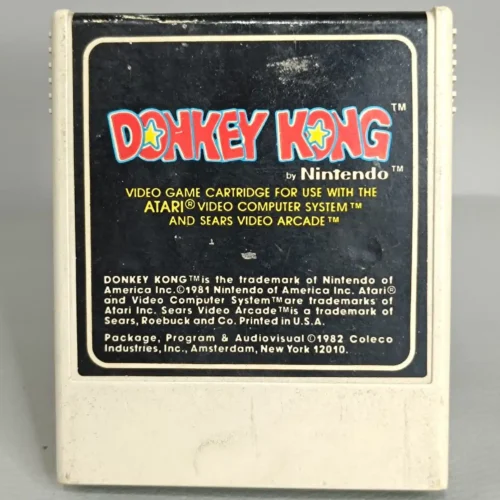 DONKEY KONG™
by Nintendo™
VIDEO GAME CARTRIDGE FOR USE WITH THE
ATARI® VIDEO COMPUTER SYSTEM™
AND SEARS VIDEO ARCADE™
DONKEY KONG™ is the trademark of Nintendo of
America Inc.©1981 Nintendo of America Inc. Atari®
and Video Computer System™ are trademarks of
Atari Inc. Sears Video Arcade™ is a trademark of
Sears, Roebuck and Co. Printed in U.S.A.
Package, Program & Audiovisual ©1982 Coleco
Industries, Inc., Amsterdam, New York 12010.